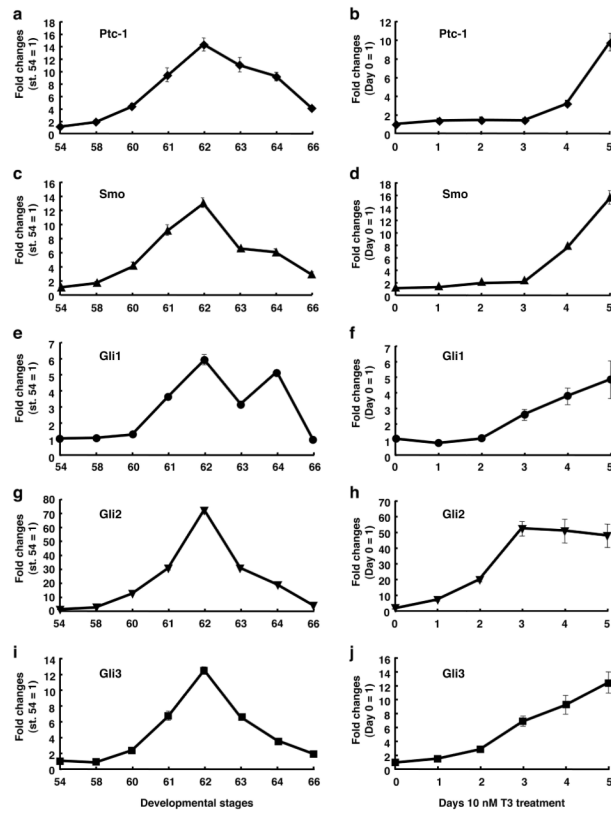 a
Ptc-1
Fold changes
(st. 54 = 1)
18
16
14
12
10
8
6
4
2
0
54 58 60 61 62 63 64 66
b
Ptc-1
Fold changes
(Day 0 = 1)
12
10
8
6
4
2
0
0 1 2 3 4 5
c
Smo
Fold changes
(st. 54 = 1)
16
14
12
10
8
6
4
2
0
54 58 60 61 62 63 64 66
d
Smo
Fold changes
(Day 0 = 1)
18
16
12
8
4
0
0 1 2 3 4 5
e
Gli1
Fold changes
(st. 54 = 1)
7
6
5
4
3
2
1
0
54 58 60 61 62 63 64 66
f
Gli1
Fold changes
(Day 0 = 1)
7
6
5
4
3
2
1
0
0 1 2 3 4 5
g
Gli2
Fold changes
(st. 54 = 1)
80
70
60
50
40
30
20
10
0
54 58 60 61 62 63 64 66
h
Gli2
Fold changes
(Day 0 = 1)
70
60
50
40
30
20
10
0
0 1 2 3 4 5
i
Gli3
Fold changes
(st. 54 = 1)
14
12
10
8
6
4
2
0
54 58 60 61 62 63 64 66
Developmental stages
j
Gli3
Fold changes
(Day 0 = 1)
16
14
12
10
8
6
4
2
0
0 1 2 3 4 5
Days 10 nM T3 treatment